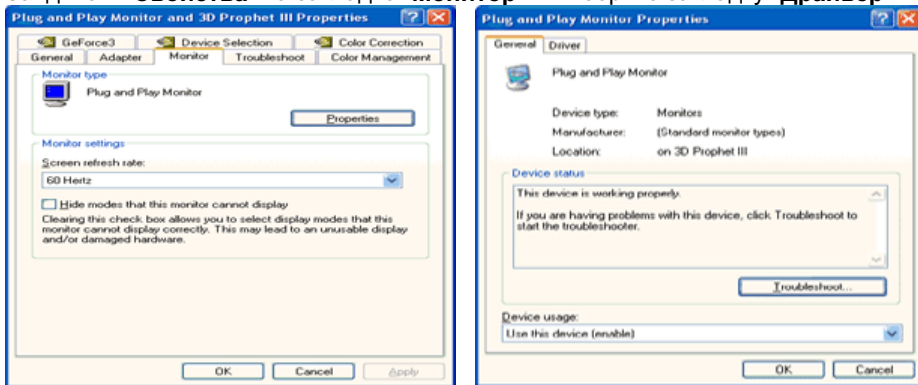 "Свойства"
"Монитор"
"Драйвер"
Plug and Play Monitor and 3D Prophet III Properties
GeForce3
Device Selection
Color Correction
General
Adapter
Monitor
Troubleshoot
Color Management
Monitor type
Plug and Play Monitor
Properties
Monitor settings
Screen refresh rate:
60 Hertz
Hide modes that this monitor cannot display
Clearing this check box allows you to select display modes that this
monitor cannot display correctly. This may lead to an unusable display
and/or damaged hardware.
OK
Cancel
Apply
Plug and Play Monitor Properties
General
Driver
Plug and Play Monitor
Device type: Monitors
Manufacturer: (Standard monitor types)
Location: on 3D Prophet III
Device status
This device is working properly.
If you are having problems with this device, click Troubleshoot to
start the troubleshooter.
Troubleshoot...
Device usage:
Use this device (enable)
OK
Cancel